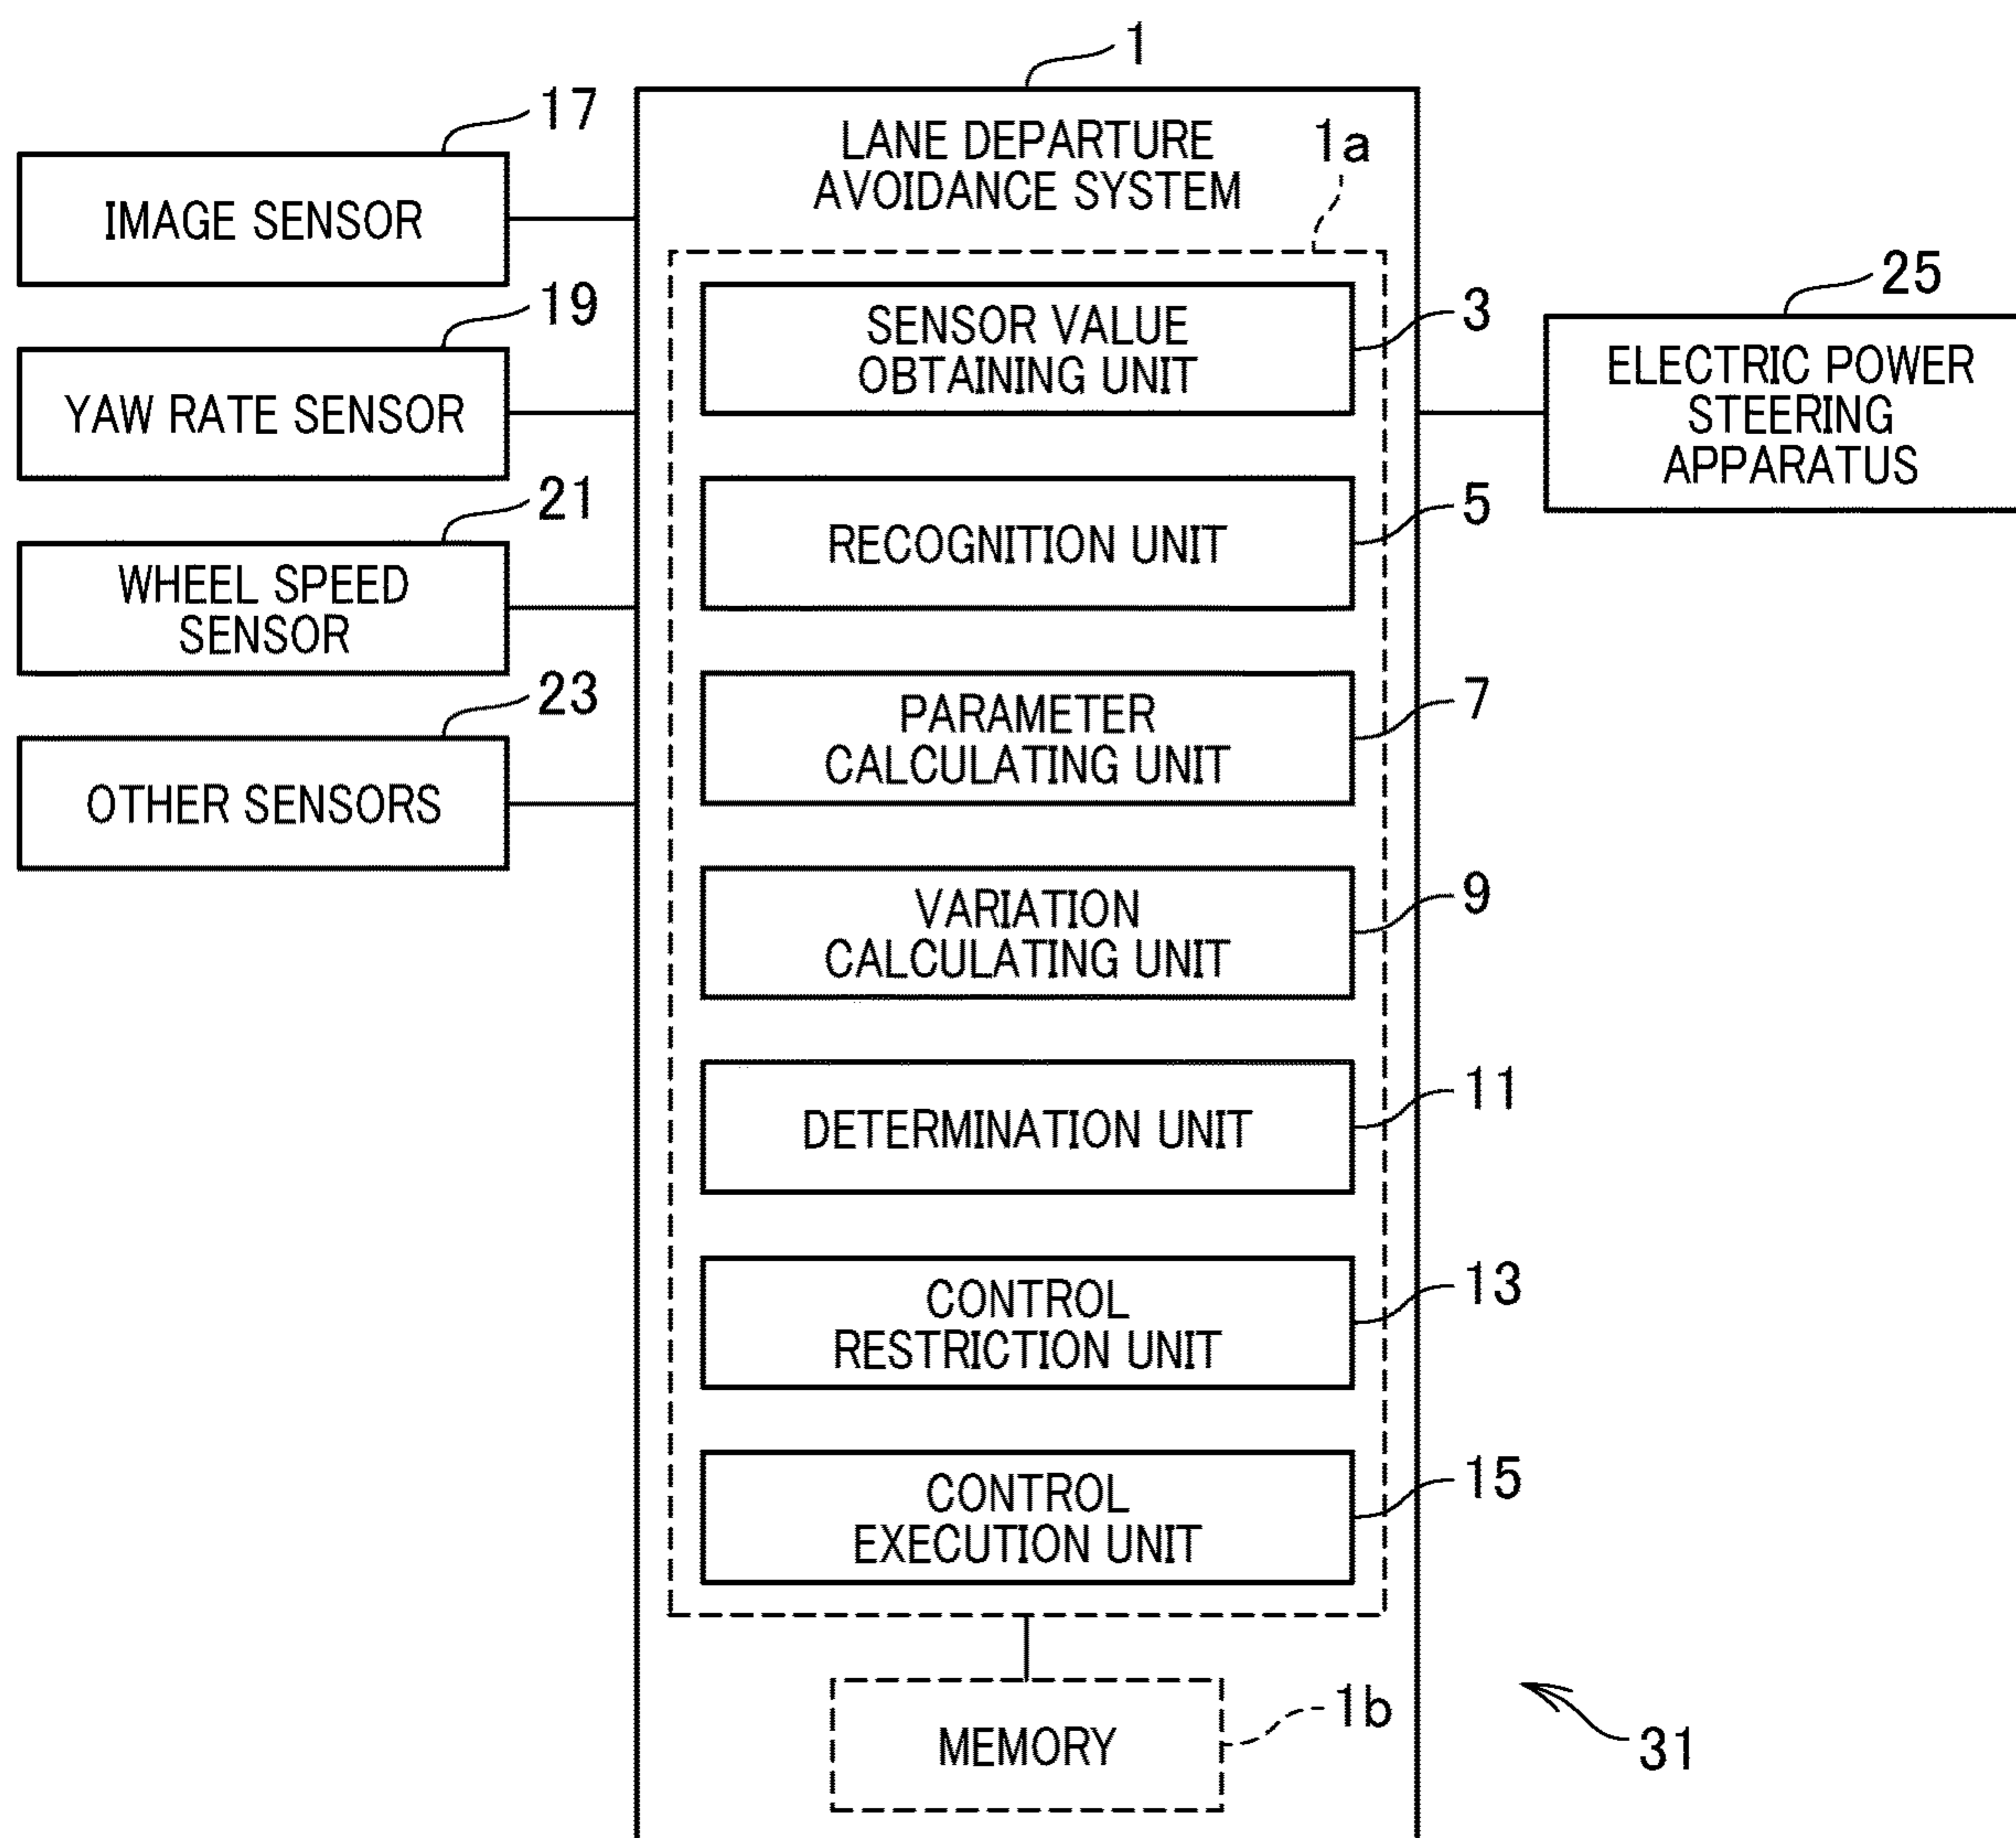 1
17
LANE DEPARTURE
AVOIDANCE SYSTEM
1a
IMAGE SENSOR
19
YAW RATE SENSOR
21
WHEEL SPEED
SENSOR
23
OTHER SENSORS
SENSOR VALUE
OBTAINING UNIT
3
25
ELECTRIC POWER
STEERING
APPARATUS
RECOGNITION UNIT
5
PARAMETER
CALCULATING UNIT
7
VARIATION
CALCULATING UNIT
9
DETERMINATION UNIT
11
CONTROL
RESTRICTION UNIT
13
CONTROL
EXECUTION UNIT
15
MEMORY
1b
31